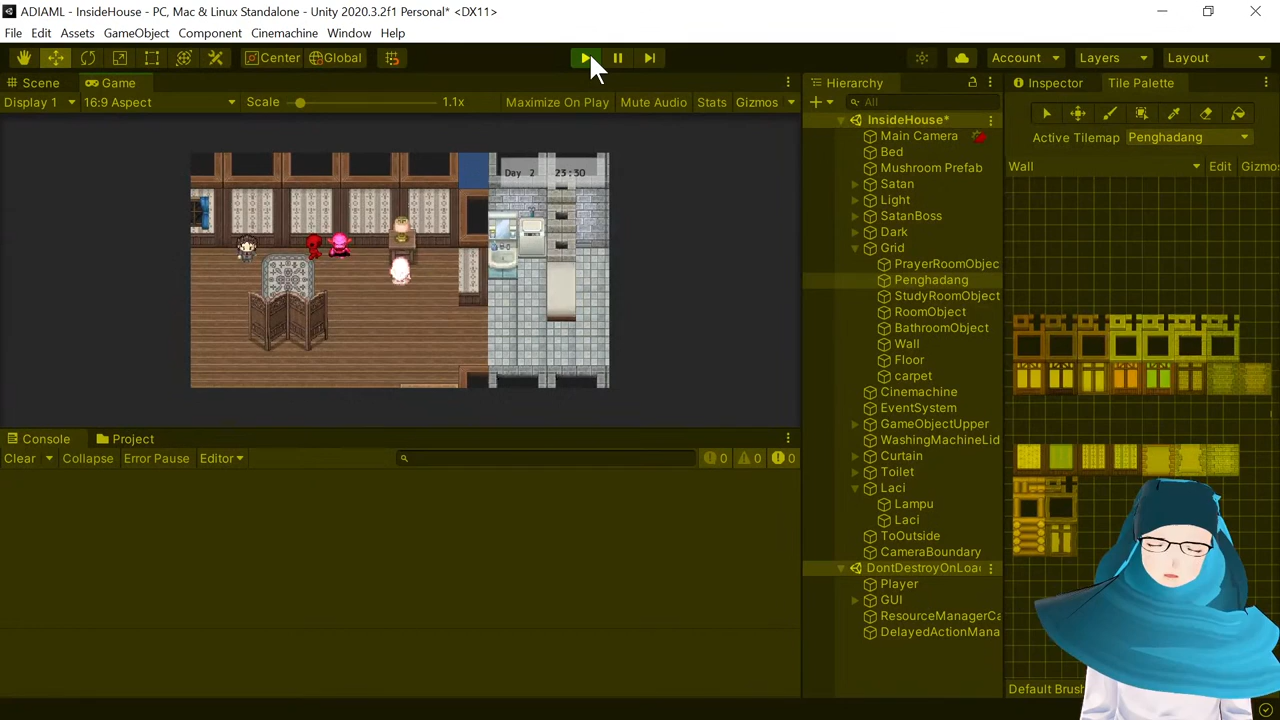 ADIAML - InsideHouse - PC, Mac & Linux Standalone - Unity 2020.3.2f1 Personal* <DX11>
File Edit Assets GameObject Component Cinemachine Window Help
Center Global Account Layers Layout
Scene Game
Display 1 16:9 Aspect Scale 1.1x Maximize On Play Mute Audio Stats Gizmos
Day 2 23:30
Console Project
Clear Collapse Error Pause Editor 0 0 0
Hierarchy
All
InsideHouse*
Main Camera
Bed
Mushroom Prefab
Satan
Light
SatanBoss
Dark
Grid
PrayerRoomObjec
Penghadang
StudyRoomObject
RoomObject
BathroomObject
Wall
Floor
carpet
Cinemachine
EventSystem
GameObjectUpper
WashingMachineLid
Curtain
Toilet
Laci
Lampu
Laci
ToOutside
CameraBoundary
DontDestroyOnLoad
Player
GUI
ResourceManagerCa
DelayedActionMana
Inspector Tile Palette
Active Tilemap Penghadang
Wall Edit Gizmos
Default Brush